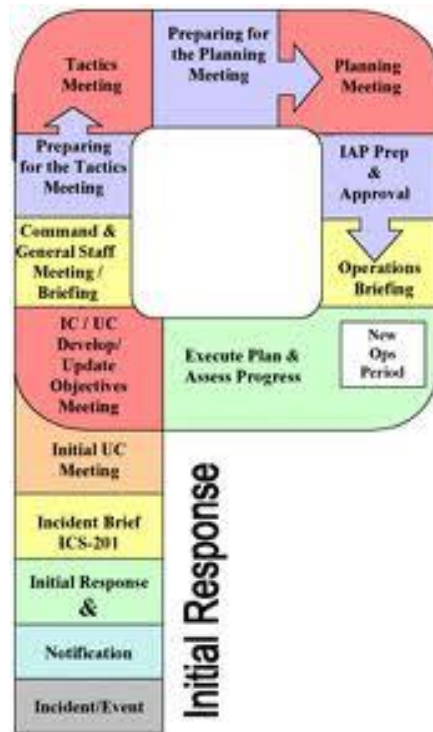 Tactics
Meeting
Preparing for
the Planning
Meeting
Planning
Meeting
Preparing
for the Tactics
Meeting
IAP Prep
&
Approval
Command &
General Staff
Meeting /
Briefing
Operations
Briefing
IC / UC
Develop/
Update
Objectives
Meeting
Execute Plan &
Assess Progress
New
Ops
Period
Initial UC
Meeting
Incident Brief
ICS-201
Initial Response
&
Notification
Incident/Event
Initial Response